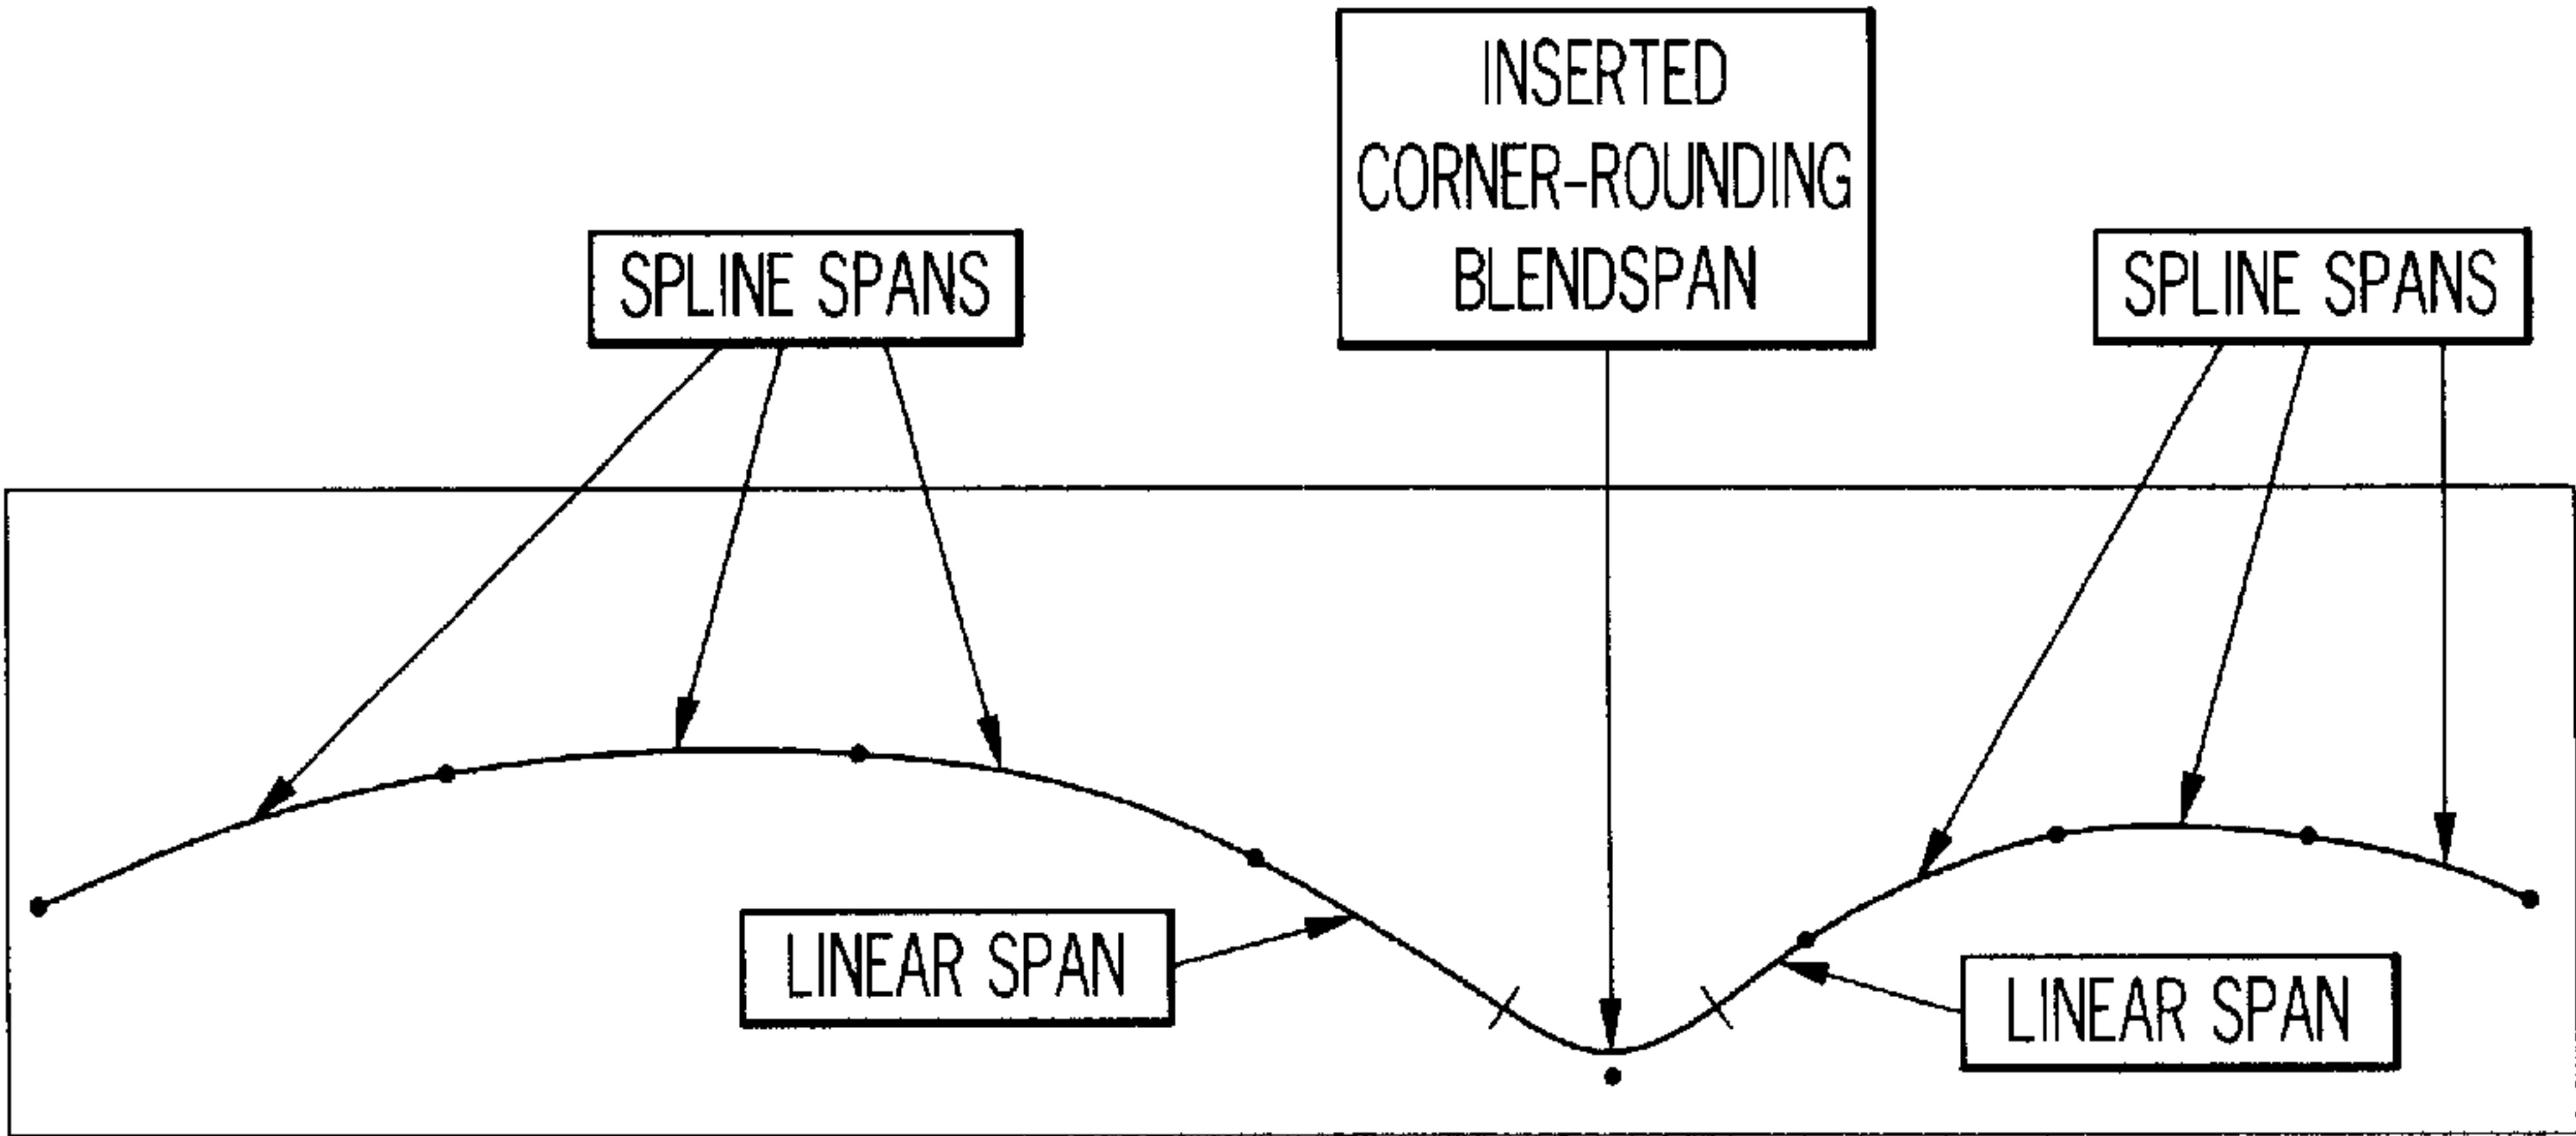 INSERTED
CORNER-ROUNDING
BLENDSPAN
SPLINE SPANS
SPLINE SPANS
LINEAR SPAN
LINEAR SPAN